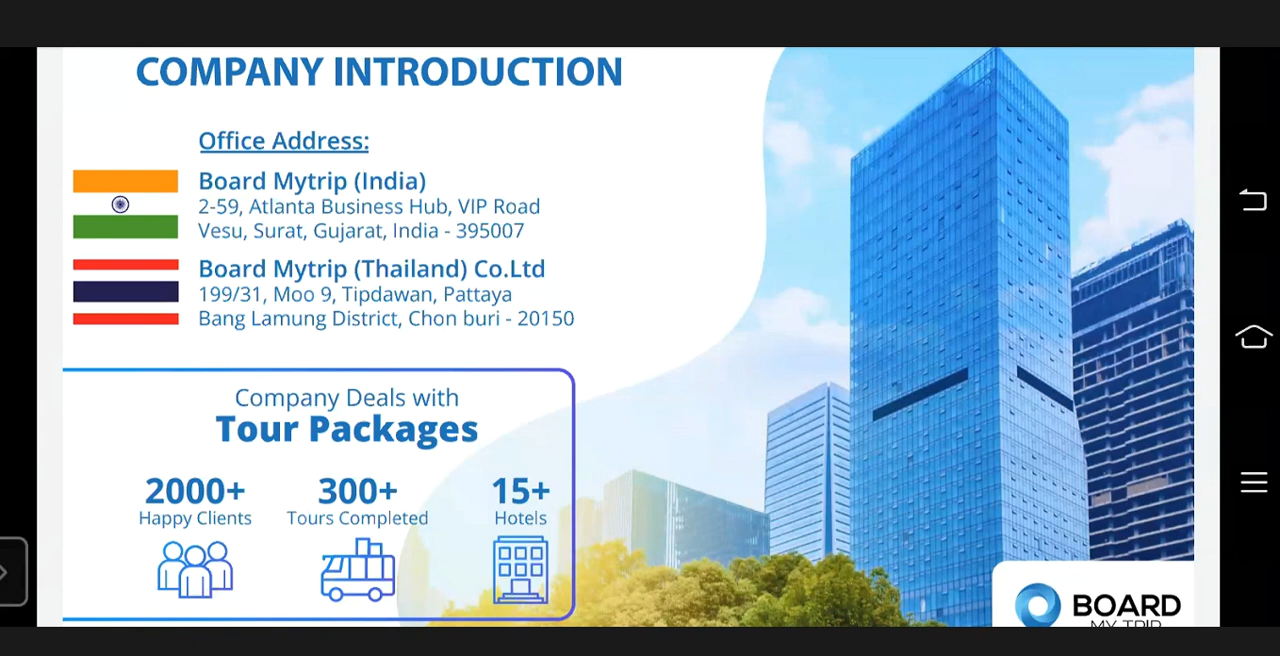 COMPANY INTRODUCTION
Office Address:
Board Mytrip (India)
2-59, Atlanta Business Hub, VIP Road
Vesu, Surat, Gujarat, India - 395007
Board Mytrip (Thailand) Co.Ltd
199/31, Moo 9, Tipdawan, Pattaya
Bang Lamung District, Chon buri - 20150
Company Deals with
Tour Packages
2000+
Happy Clients
300+
Tours Completed
15+
Hotels
BOARD
MY TRIP